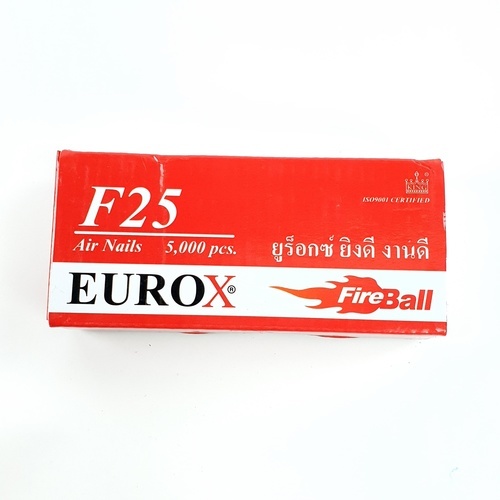 KING
ISO9001 CERTIFIED
F25
Air Nails 5,000 pcs.
ยูร็อกซ์ ยิงดี งานดี
EUROX®
FireBall